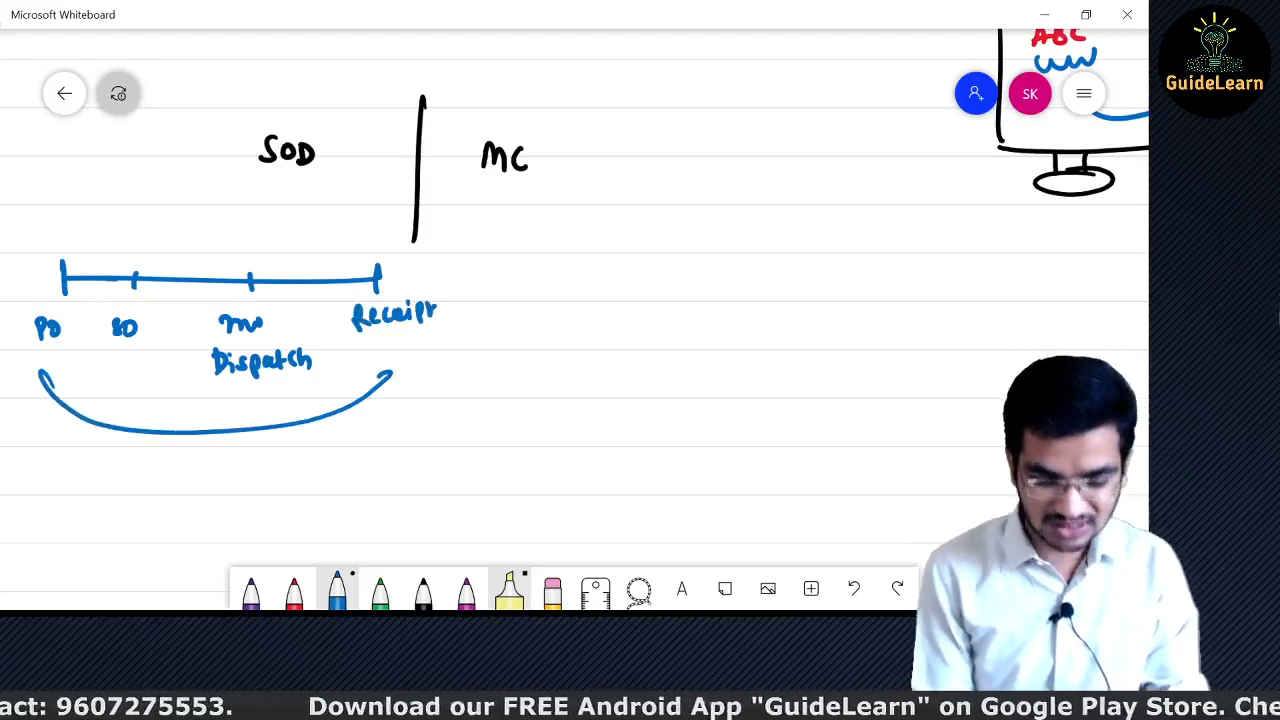 Microsoft Whiteboard
ABC
GuideLearn
SK
SOD
MC
PO
SO
Receipt
Dispatch
A
act: 9607275553.
Download our FREE Android App "GuideLearn" on Google Play Store. Che